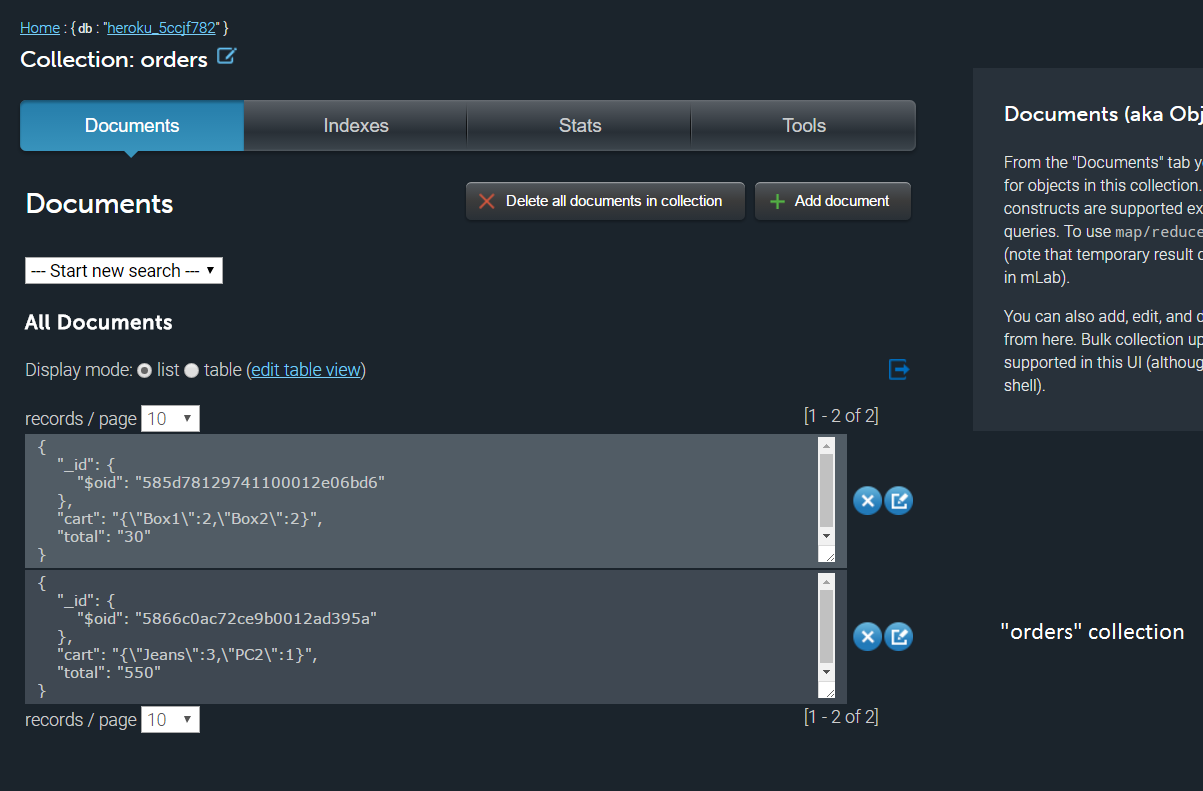 Home : { db : "heroku_5ccjf782" }
Collection: orders
Documents Indexes Stats Tools
Documents
Delete all documents in collection
Add document
--- Start new search ---
All Documents
Display mode: list table (edit table view)
records / page 10
[1 - 2 of 2]
{
"_id": {
"$oid": "585d78129741100012e06bd6"
},
"cart": "{\"Box1\":2,\"Box2\":2}",
"total": "30"
}
{
"_id": {
"$oid": "5866c0ac72ce9b0012ad395a"
},
"cart": "{\"Jeans\":3,\"PC2\":1}",
"total": "550"
}
records / page 10
[1 - 2 of 2]
Documents (aka Obj
From the "Documents" tab y
for objects in this collection.
constructs are supported ex
queries. To use map/reduce
(note that temporary result c
in mLab).
You can also add, edit, and d
from here. Bulk collection up
supported in this UI (althoug
shell).
"orders" collection